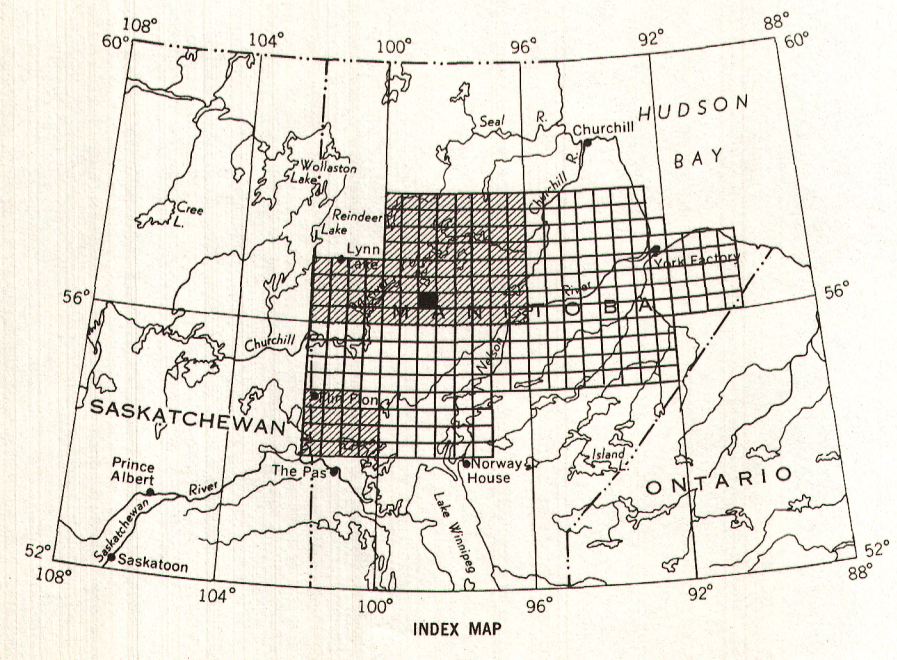 108°
104°
100°
96°
92°
88°
60°
60°
HUDSON
BAY
Seal R.
Churchill
Churchill R.
Wollaston
Lake
Cree
L.
Reindeer
Lake
Lynn
Lake
York Factory
56°
56°
MANITOBA
River
Nelson
Churchill
Flin Flon
SASKATCHEWAN
Prince
Albert
River
Saskatchewan
Saskatoon
The Pas
Norway
House
Island
L.
ONTARIO
Lake Winnipeg
52°
52°
108°
104°
100°
96°
92°
88°
INDEX MAP